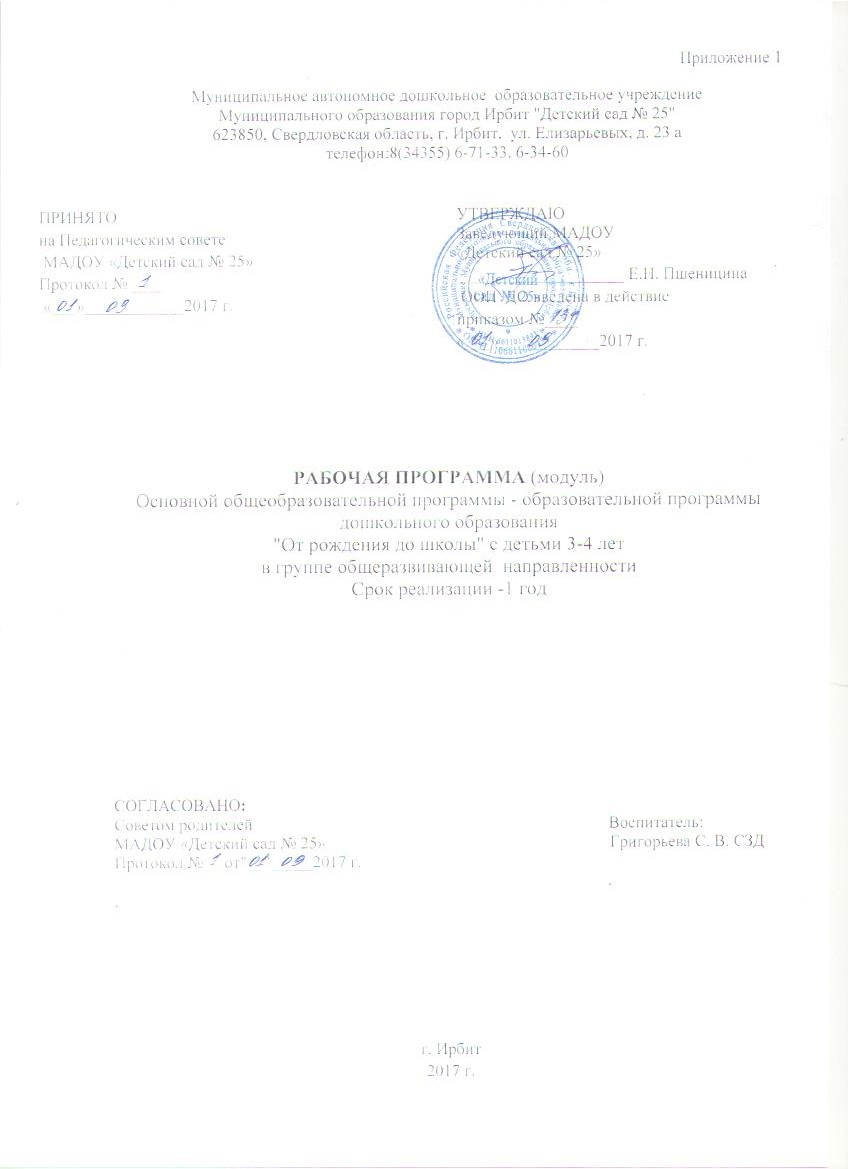 Приложение 1
Муниципальное автономное дошкольное образовательное учреждение
Муниципального образования город Ирбит "Детский сад № 25"
623850, Свердловская область, г. Ирбит, ул. Елизарьевых, д. 23 а
телефон:8(34355) 6-71-33, 6-34-60
ПРИНЯТО
на Педагогическим совете
МАДОУ «Детский сад № 25»
Протокол № 1
« 01 » 09 2017 г.
УТВЕРЖДАЮ
Заведующий МАДОУ
«Детский сад № 25»
Е.Н. Пшеницина
введена в действие
приказом № 139
01 2017 г.
РАБОЧАЯ ПРОГРАММА (модуль)
Основной общеобразовательной программы - образовательной программы
дошкольного образования
"От рождения до школы" с детьми 3-4 лет
в группе общеразвивающей направленности
Срок реализации -1 год
СОГЛАСОВАНО:
Советом родителей
МАДОУ «Детский сад № 25»
Протокол № 1 от" 01 09 2017 г.
Воспитатель:
Григорьева С. В. СЗД
г. Ирбит
2017 г.